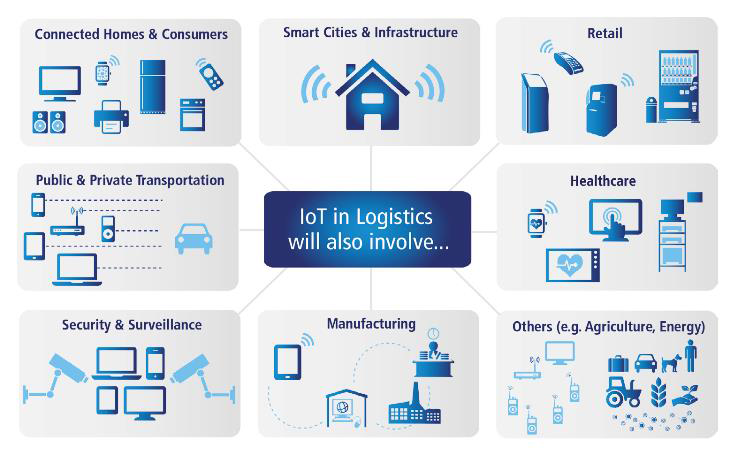 Connected Homes & Consumers
Smart Cities & Infrastructure
Retail
Public & Private Transportation
IoT in Logistics
will also involve...
Healthcare
Security & Surveillance
Manufacturing
Others (e.g. Agriculture, Energy)